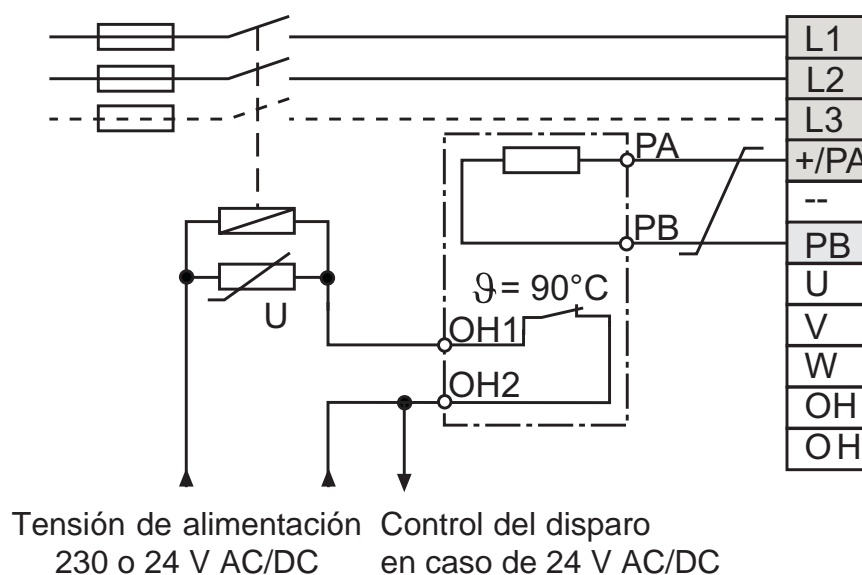 L1
L2
L3
PA
+/PA
--
PB
PB
ϑ = 90°C
U
U
OH1
V
W
OH2
OH
OH
Tensión de alimentación
230 o 24 V AC/DC
Control del disparo
en caso de 24 V AC/DC